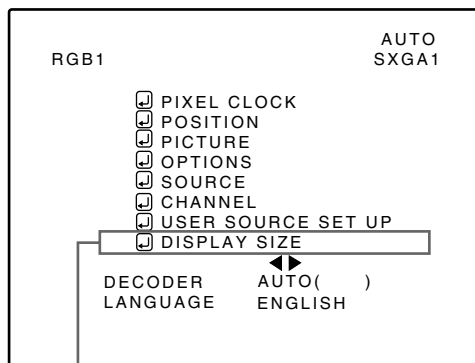 AUTO
RGB1 SXGA1
PIXEL CLOCK
POSITION
PICTURE
OPTIONS
SOURCE
CHANNEL
USER SOURCE SET UP
DISPLAY SIZE
DECODER AUTO( )
LANGUAGE ENGLISH